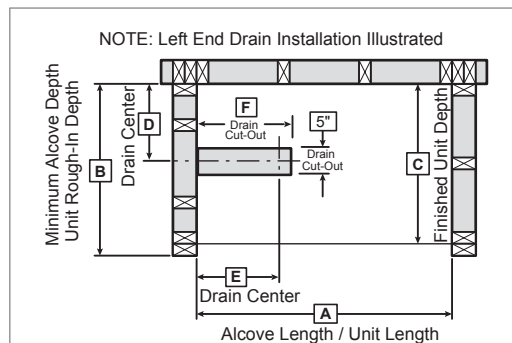 NOTE: Left End Drain Installation Illustrated
Minimum Alcove Depth
Unit Rough-In Depth
B
Drain Center
D
F
Drain
Cut-Out
5"
Drain
Cut-Out
C
Finished Unit Depth
E
Drain Center
A
Alcove Length / Unit Length